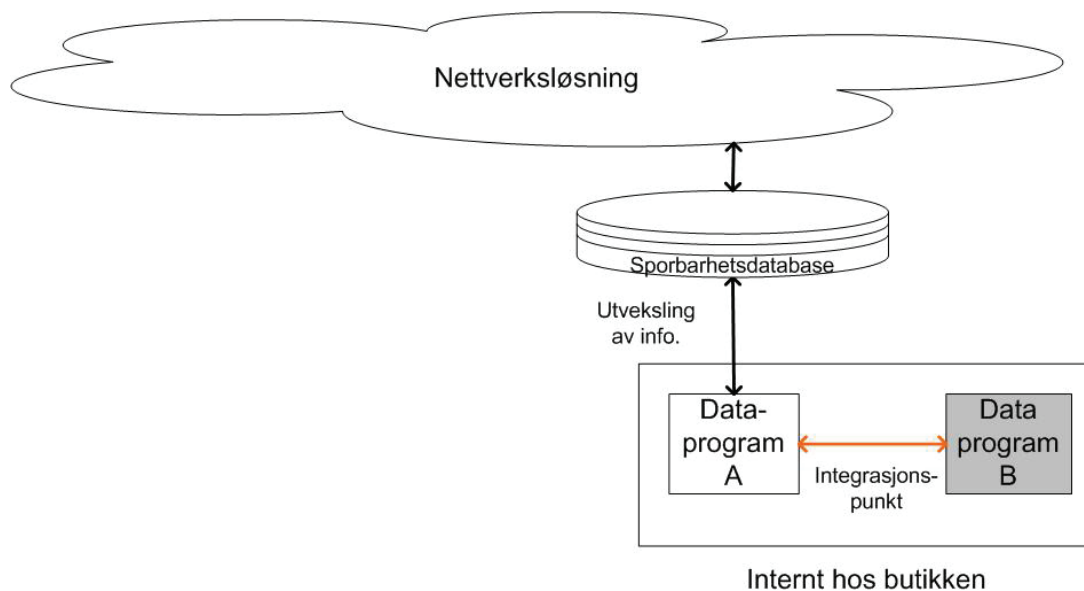 Nettverksløsning
Sporbarhetsdatabase
Utveksling
av info.
Data-
program
A
Integrasjons-
punkt
Data
program
B
Internt hos butikken